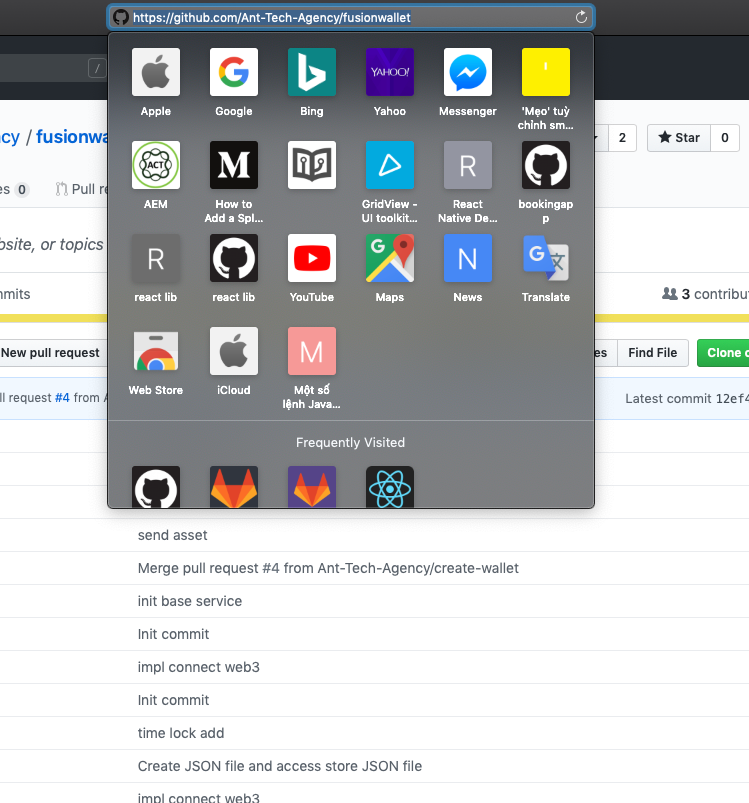 https://github.com/Ant-Tech-Agency/fusionwallet
/
YAHOO!
Apple
Google
Bing
Yahoo
Messenger
'Mẹo' tuỳ
chỉnh sm...
cy / fusionwa
2
Star
0
ACT
M
R
AEM
How to
Add a Spl...
GridView -
UI toolkit...
React
Native De...
bookingap
p
es 0
Pull re
bsite, or topics
R
G
N
G
react lib
react lib
YouTube
Maps
News
Translate
mmits
3 contribu
New pull request
es
Find File
Clone o
M
Web Store
iCloud
Một số
lệnh Java...
ll request #4 from A
Latest commit 12ef4
Frequently Visited
send asset
Merge pull request #4 from Ant-Tech-Agency/create-wallet
init base service
Init commit
impl connect web3
Init commit
time lock add
Create JSON file and access store JSON file
impl connect web3